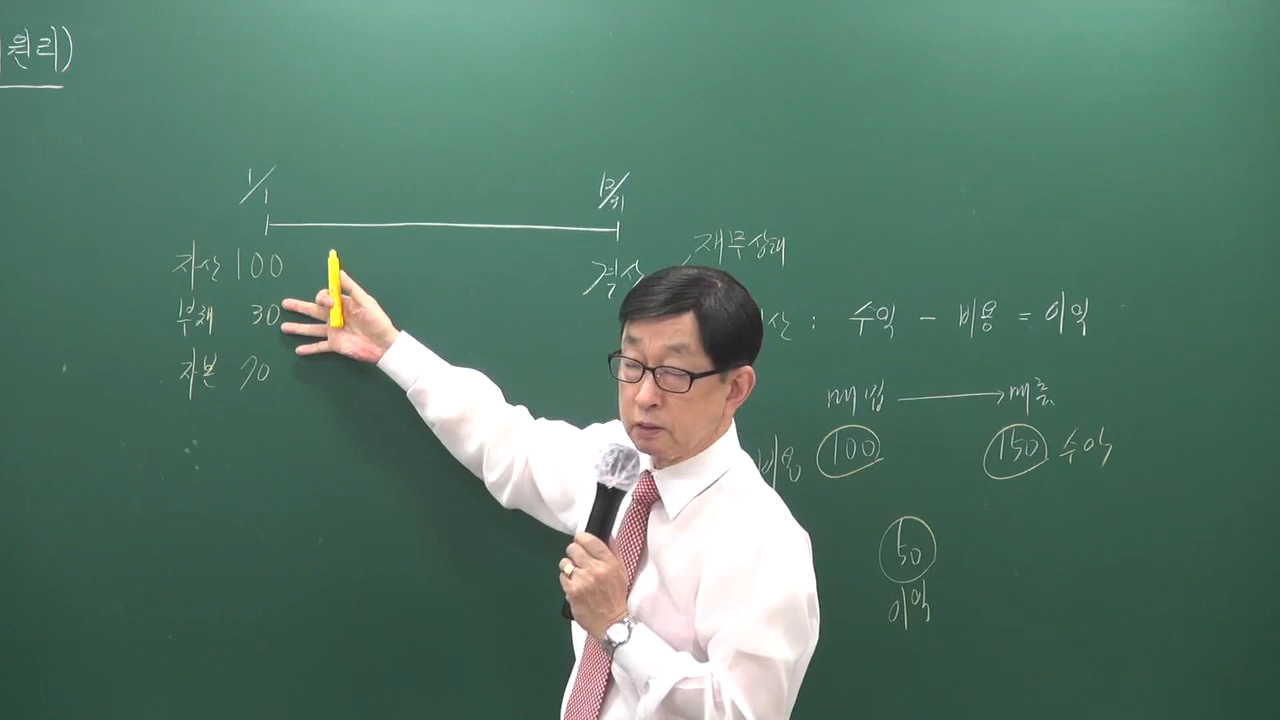 원리)
1/1
12/31
자산 100
부채 30
자본 70
결산
재무상태
산 : 수익 - 비용 = 이익
매입 → 매출
비용 100
150 수익
50
이익